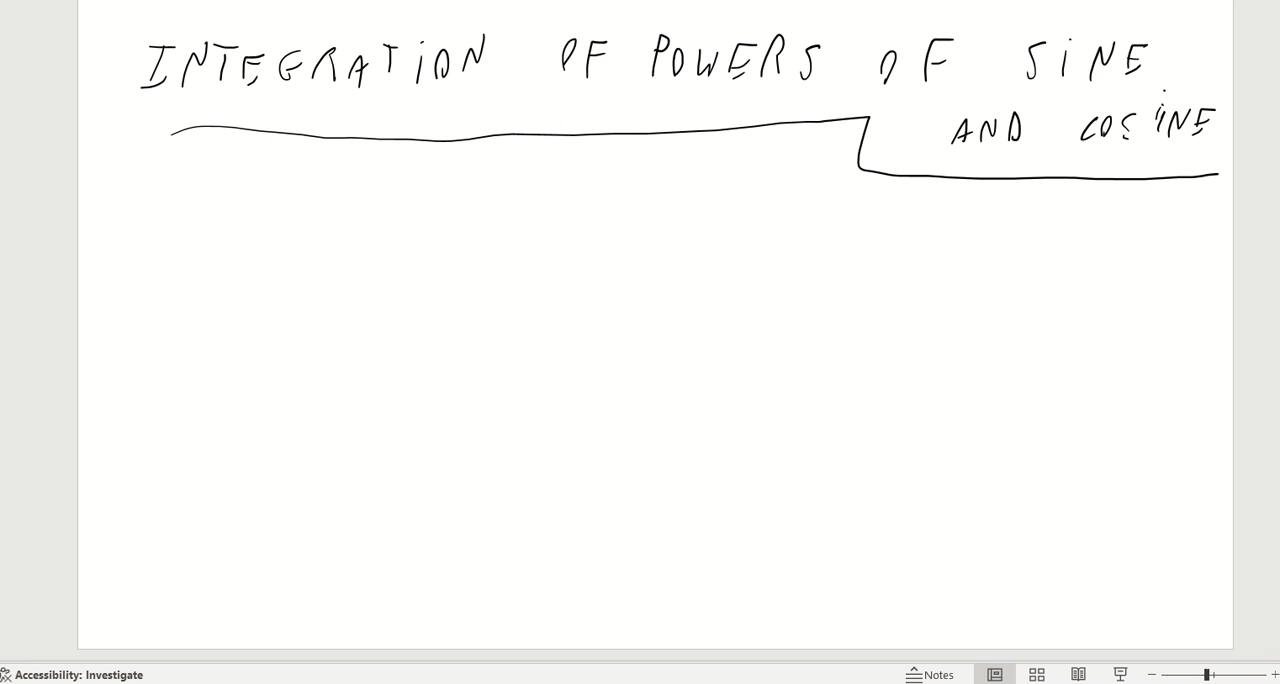 INTEGRATION OF POWERS OF SINE
AND COSINE
Accessibility: Investigate
Notes